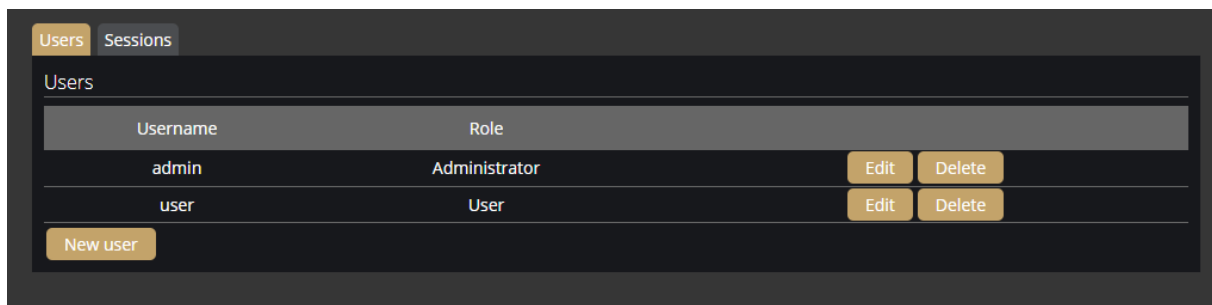 Users Sessions
Users
Username Role
admin Administrator Edit Delete
user User Edit Delete
New user